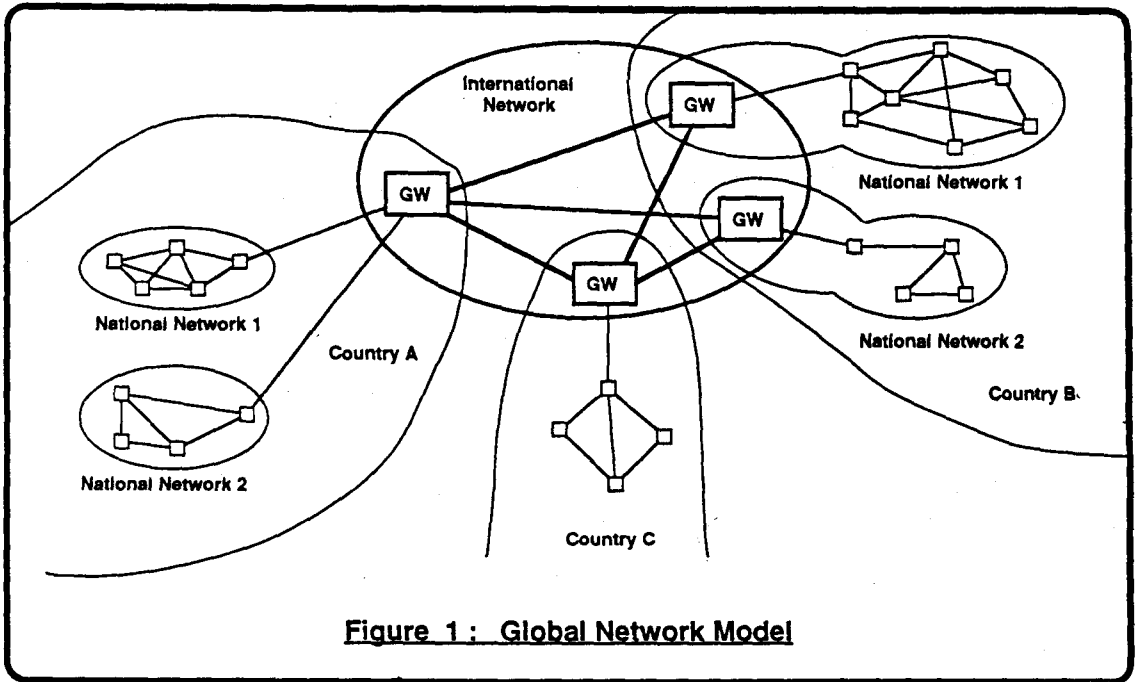 International
Network
GW
National Network 1
GW
GW
GW
National Network 1
National Network 2
Country A
Country B
National Network 2
Country C
Figure 1 : Global Network Model